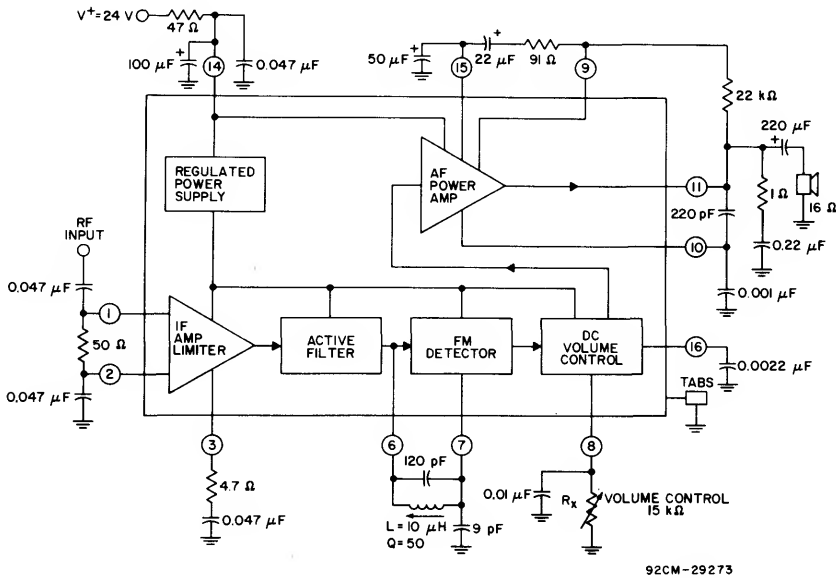 V+=24 V
47 Ω
100 μF
+
14
0.047 μF
50 μF
+
15
+
22 μF
91 Ω
9
22 kΩ
220 μF
+
REGULATED
POWER
SUPPLY
AF
POWER
AMP
11
1Ω
16 Ω
220 pF
10
0.22 μF
0.001 μF
RF
INPUT
0.047 μF
1
50 Ω
2
0.047 μF
IF
AMP
LIMITER
ACTIVE
FILTER
FM
DETECTOR
DC
VOLUME
CONTROL
16
0.0022 μF
TABS
3
6
7
8
4.7 Ω
0.047 μF
120 pF
L = 10 μH
Q = 50
9 pF
0.01 μF
Rx
VOLUME CONTROL
15 kΩ
92CM-29273